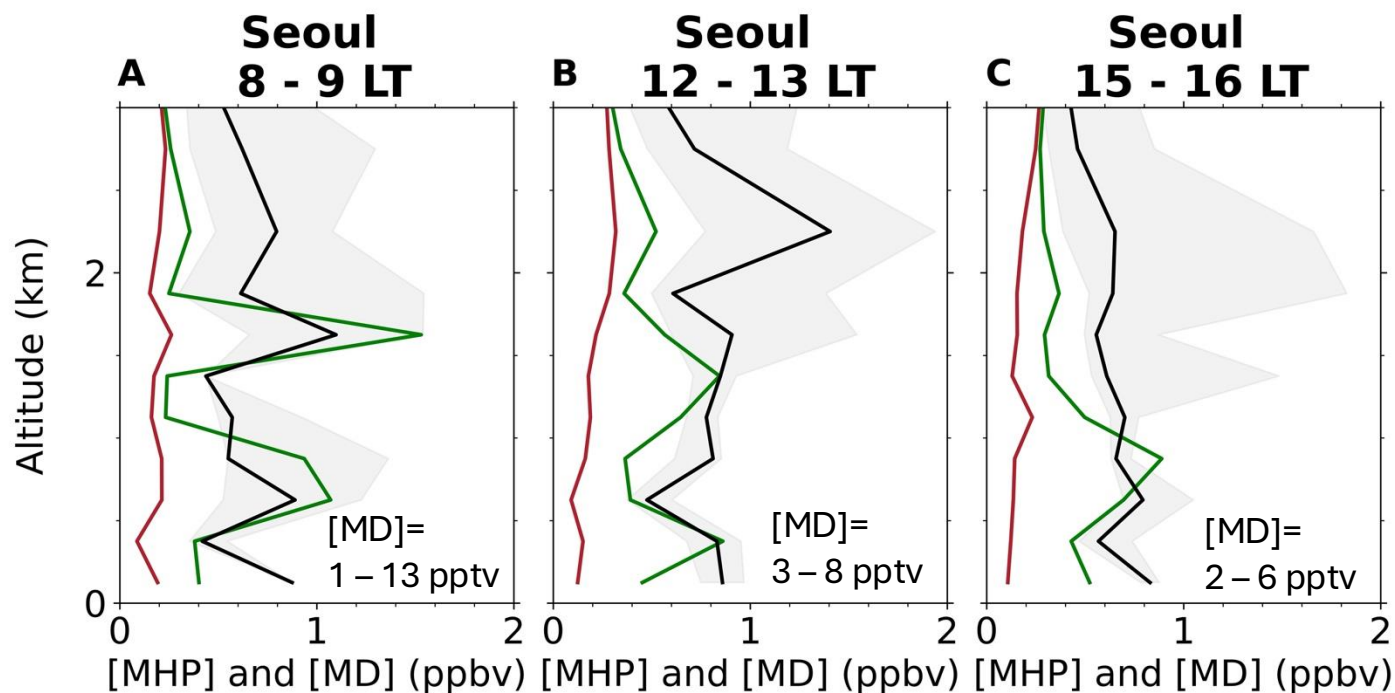 Seoul
A
8 - 9 LT
Seoul
B
12 - 13 LT
Seoul
C
15 - 16 LT
Altitude (km)
2
0
[MD]=
1 – 13 pptv
[MD]=
3 – 8 pptv
[MD]=
2 – 6 pptv
0 1 2
0 1 2
0 1 2
[MHP] and [MD] (ppbv)
[MHP] and [MD] (ppbv)
[MHP] and [MD] (ppbv)